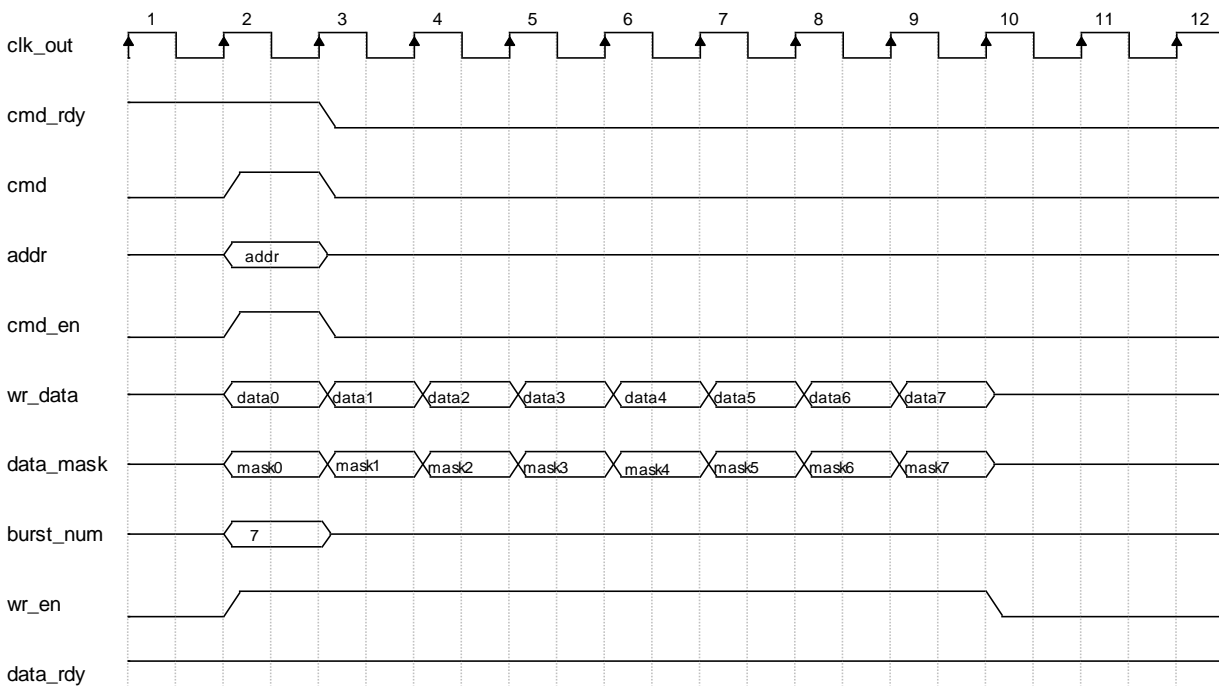 1 2 3 4 5 6 7 8 9 10 11 12
clk_out
cmd_rdy
cmd
addr addr
cmd_en
wr_data data0 data1 data2 data3 data4 data5 data6 data7
data_mask mask0 mask1 mask2 mask3 mask4 mask5 mask6 mask7
burst_num 7
wr_en
data_rdy